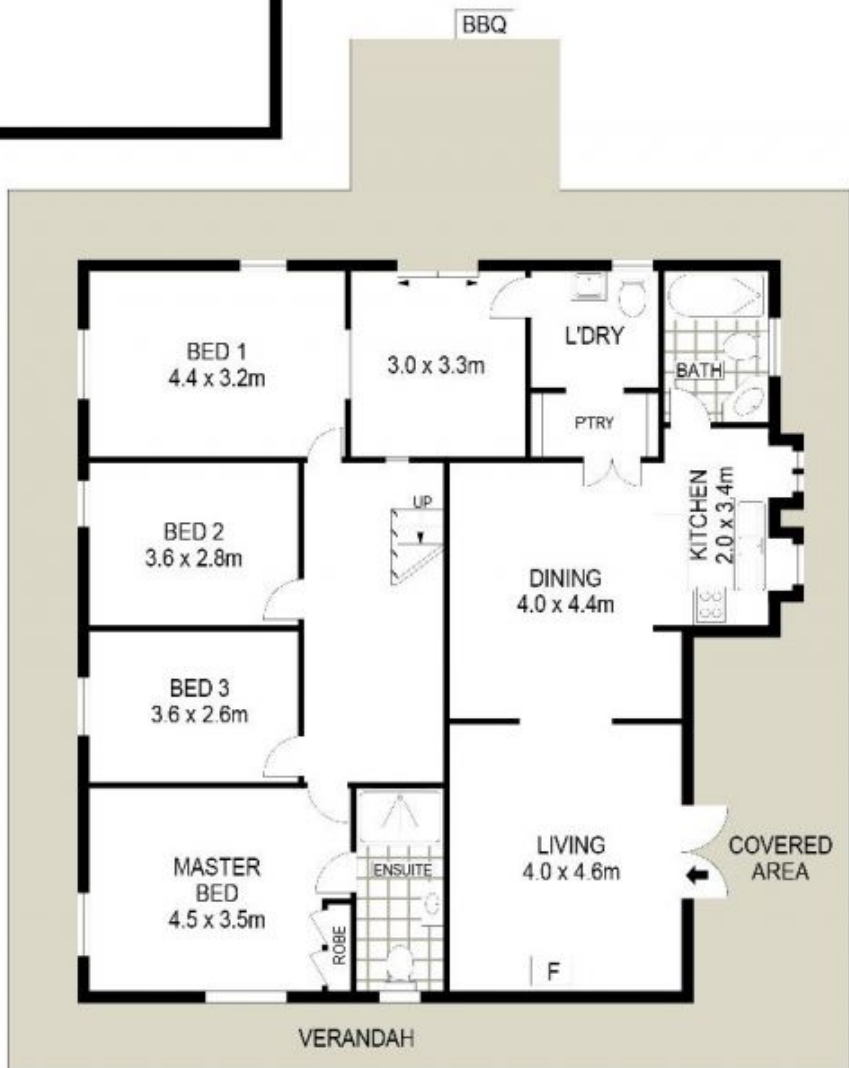 BBQ
BED 1
4.4 x 3.2m
3.0 x 3.3m
L'DRY
BATH
PTRY
BED 2
3.6 x 2.8m
UP
KITCHEN
2.0 x 3.4m
DINING
4.0 x 4.4m
BED 3
3.6 x 2.6m
MASTER
BED
4.5 x 3.5m
ENSUITE
ROBE
LIVING
4.0 x 4.6m
COVERED
AREA
F
VERANDAH